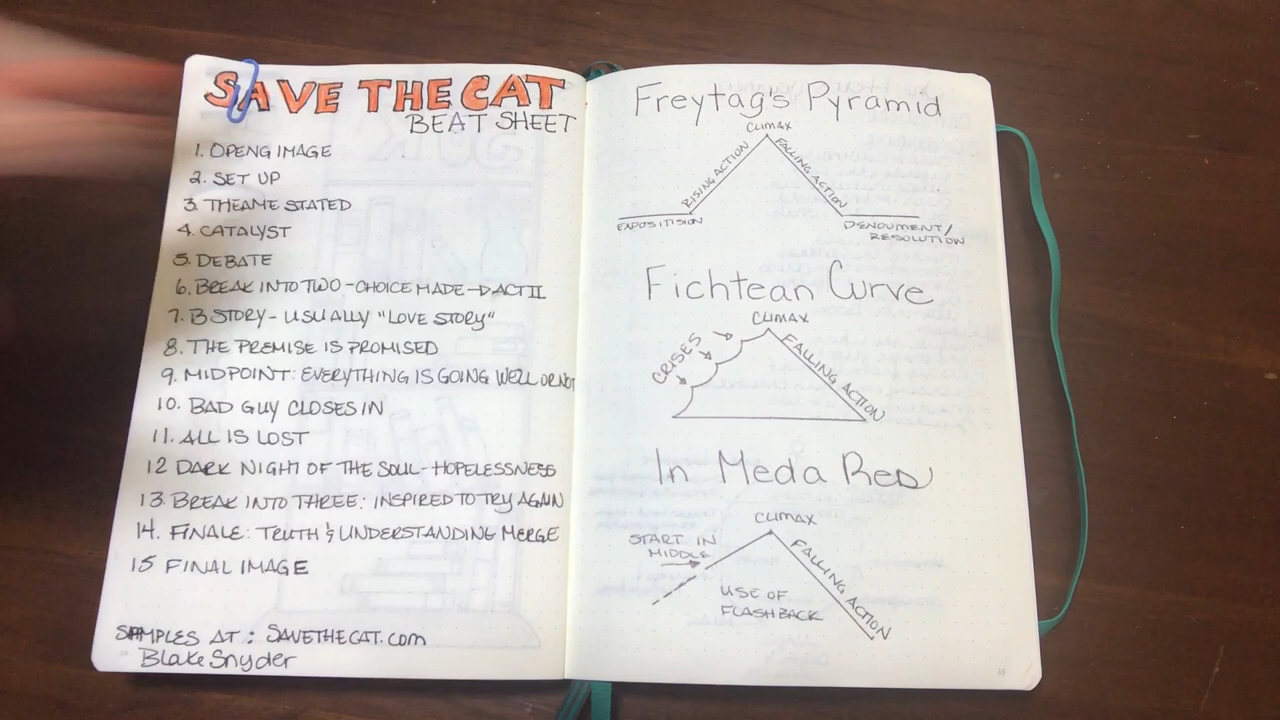 SAVE THE CAT
BEAT SHEET
1. OPENG IMAGE
2. SET UP
3. THEAME STATED
4. CATALYST
5. DEBATE
6. BREAK INTO TWO - CHOICE MADE → ACT II
7. B STORY - USUALLY "LOVE STORY"
8. THE PREMISE IS PROMISED
9. MIDPOINT: EVERYTHING IS GOING WELL OR NOT
10. BAD GUY CLOSES IN
11. ALL IS LOST
12 DARK NIGHT OF THE SOUL - HOPELESSNESS
13. BREAK INTO THREE: INSPIRED TO TRY AGAIN
14. FINALE: TRUTH & UNDERSTANDING MERGE
15 FINAL IMAGE
SAMPLES AT: SAVETHECAT.com
Blake Snyder
Freytag's Pyramid
CLIMAX
RISING ACTION
FALLING ACTION
EXPOSITISION
DENOUMENT/
RESOLUTION
Fichtean Curve
CLIMAX
CRISES
FALLING ACTION
In Meda Res
CLIMAX
START IN
MIDDLE
FALLING ACTION
USE OF
FLASHBACK